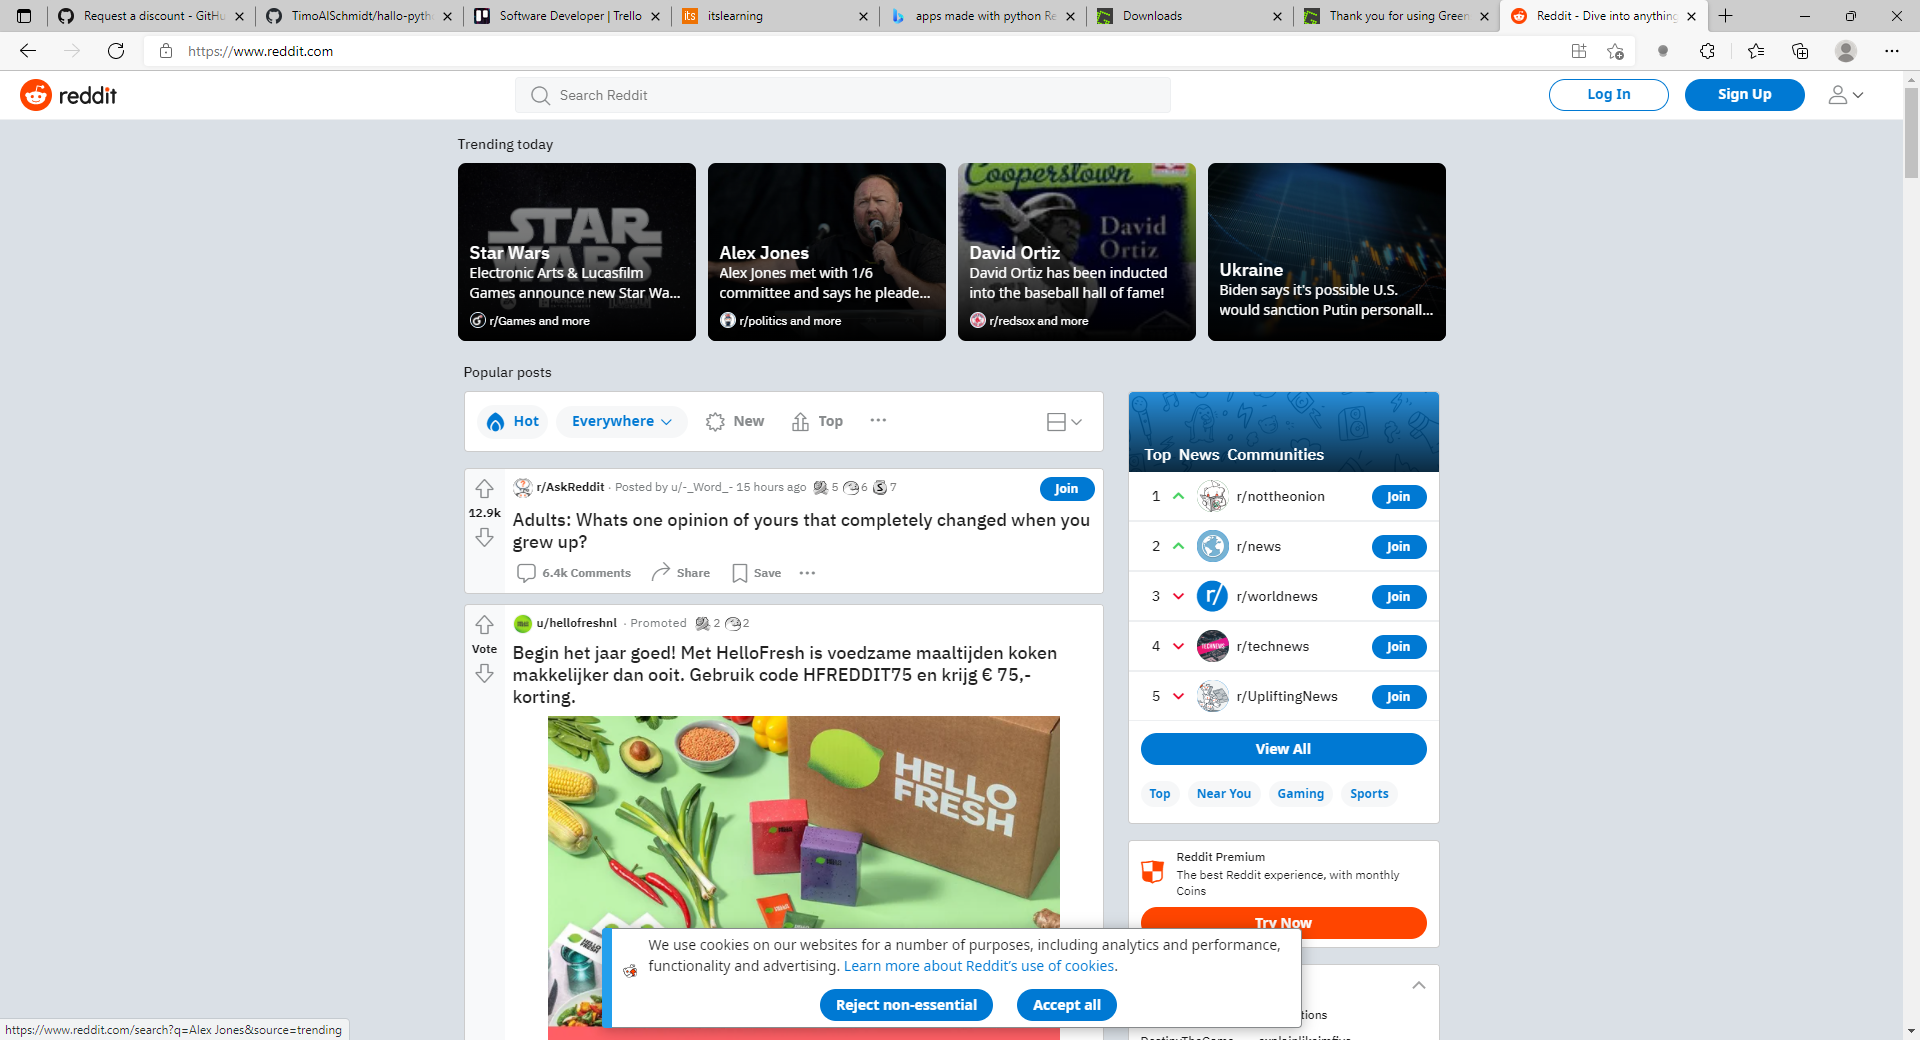 Request a discount - GitHu
TimoAlSchmidt/hallo-pyth
Software Developer | Trello
its itslearning
apps made with python Re
Downloads
Thank you for using Green
Reddit - Dive into anything
https://www.reddit.com
reddit
Search Reddit
Log In
Sign Up
Trending today
STAR WARS
Star Wars
Electronic Arts & Lucasfilm
Games announce new Star Wa...
r/Games and more
Alex Jones
Alex Jones met with 1/6
committee and says he pleade...
r/politics and more
Cooperstown
David
Ortiz
David Ortiz
David Ortiz has been inducted
into the baseball hall of fame!
r/redsox and more
Ukraine
Biden says it's possible U.S.
would sanction Putin personall...
Popular posts
Hot
Everywhere
New
Top
r/AskReddit · Posted by u/-_Word_- 15 hours ago 5 6 7
Join
12.9k
Adults: Whats one opinion of yours that completely changed when you
grew up?
6.4k Comments
Share
Save
u/hellofreshnl · Promoted 2 2
Vote
Begin het jaar goed! Met HelloFresh is voedzame maaltijden koken
makkelijker dan ooit. Gebruik code HFREDDIT75 en krijg € 75,-
korting.
HELLO
FRESH
HELLO
FRESH
Top News Communities
1 r/nottheonion Join
2 r/news Join
3 r/ r/worldnews Join
4 TECHNEWS r/technews Join
5 r/UpliftingNews Join
View All
Top
Near You
Gaming
Sports
Reddit Premium
The best Reddit experience, with monthly
Coins
Try Now
We use cookies on our websites for a number of purposes, including analytics and performance,
functionality and advertising. Learn more about Reddit's use of cookies.
Reject non-essential
Accept all
tions
https://www.reddit.com/search?q=Alex Jones&source=trending